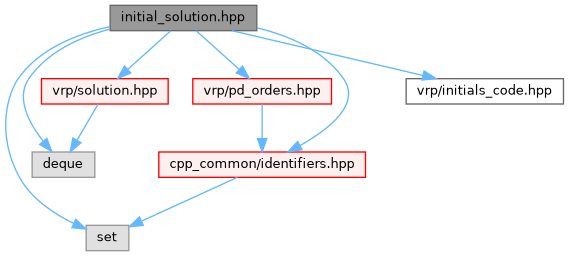 initial_solution.hpp
vrp/solution.hpp
vrp/pd_orders.hpp
vrp/initials_code.hpp
deque
cpp_common/identifiers.hpp
set